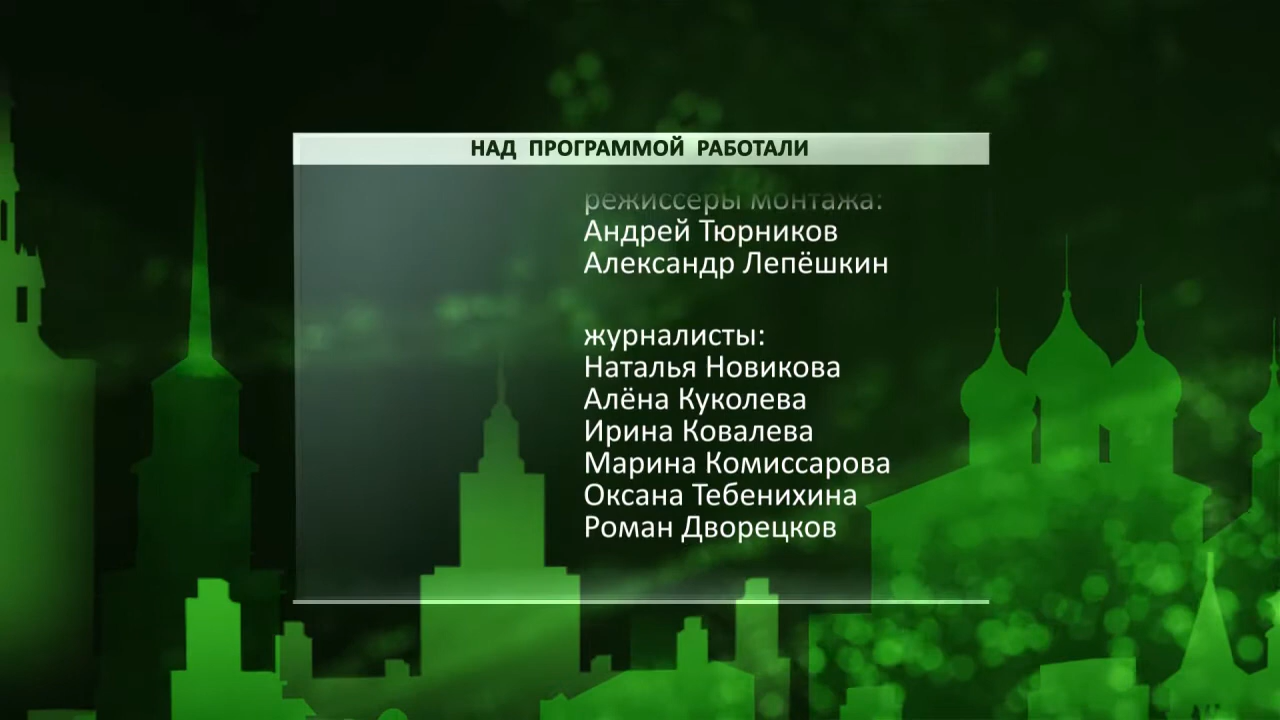 НАД ПРОГРАММОЙ РАБОТАЛИ
режиссеры монтажа:
Андрей Тюрников
Александр Лепёшкин
журналисты:
Наталья Новикова
Алёна Куколева
Ирина Ковалева
Марина Комиссарова
Оксана Тебенихина
Роман Дворецков